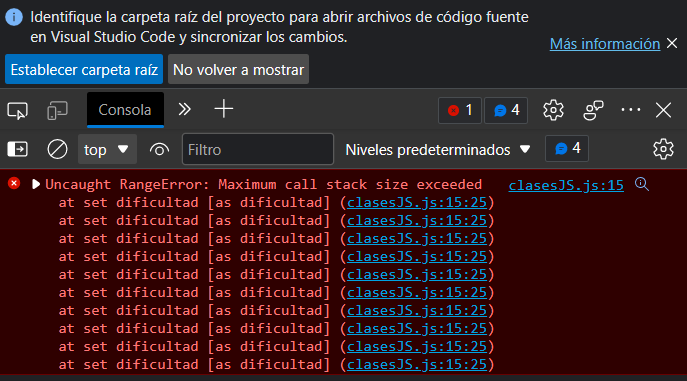 Identifique la carpeta raíz del proyecto para abrir archivos de código fuente
en Visual Studio Code y sincronizar los cambios.
Más información
Establecer carpeta raíz
No volver a mostrar
Consola
1
4
top
Filtro
Niveles predeterminados
4
Uncaught RangeError: Maximum call stack size exceeded clasesJS.js:15
at set dificultad [as dificultad] (clasesJS.js:15:25)
at set dificultad [as dificultad] (clasesJS.js:15:25)
at set dificultad [as dificultad] (clasesJS.js:15:25)
at set dificultad [as dificultad] (clasesJS.js:15:25)
at set dificultad [as dificultad] (clasesJS.js:15:25)
at set dificultad [as dificultad] (clasesJS.js:15:25)
at set dificultad [as dificultad] (clasesJS.js:15:25)
at set dificultad [as dificultad] (clasesJS.js:15:25)
at set dificultad [as dificultad] (clasesJS.js:15:25)
at set dificultad [as dificultad] (clasesJS.js:15:25)